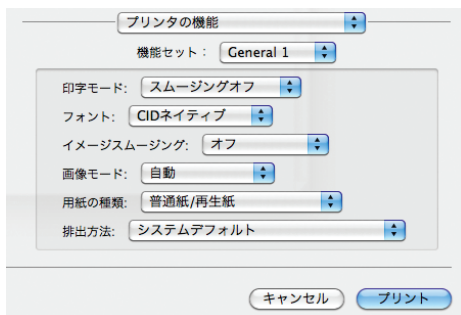 プリンタの機能
機能セット： General 1
印字モード: スムージングオフ
フォント: CIDネイティブ
イメージスムージング: オフ
画像モード: 自動
用紙の種類: 普通紙/再生紙
排出方法: システムデフォルト
キャンセル プリント